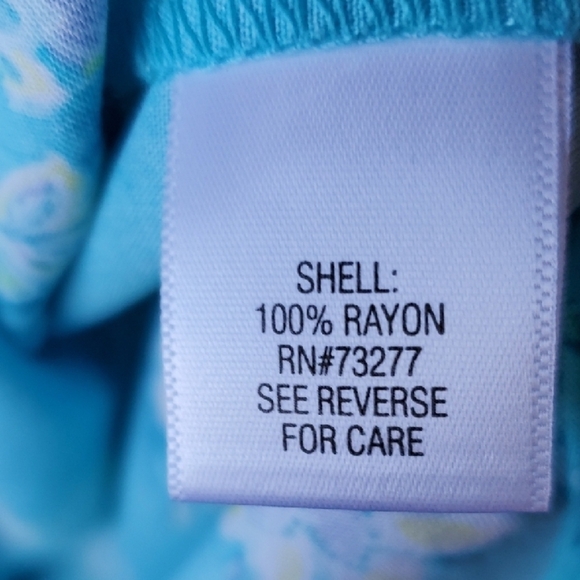 SHELL:
100% RAYON
RN#73277
SEE REVERSE
FOR CARE